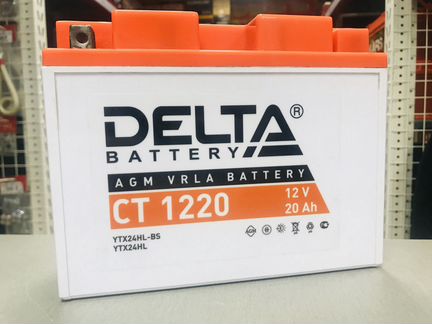 DELTA®
BATTERY
AGM VRLA BATTERY
CT 1220
12 V
20 Ah
YTX24HL-BS
YTX24HL